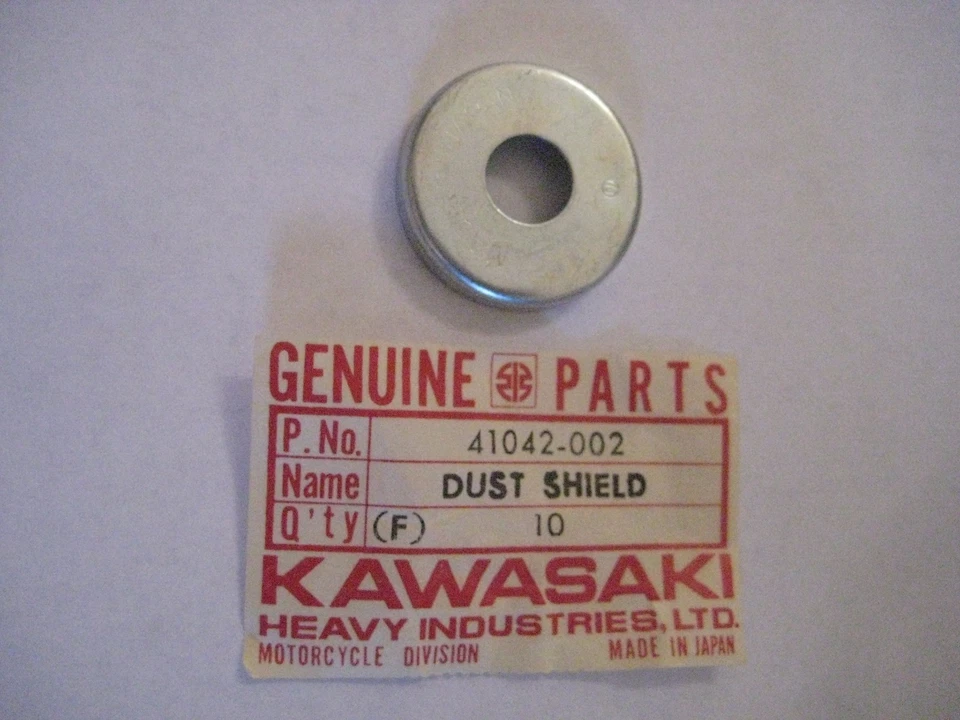 GENUINE PARTS
P. No. 41042-002
Name DUST SHIELD
Q'ty (F) 10
KAWASAKI
HEAVY INDUSTRIES, LTD.
MOTORCYCLE DIVISION MADE IN JAPAN